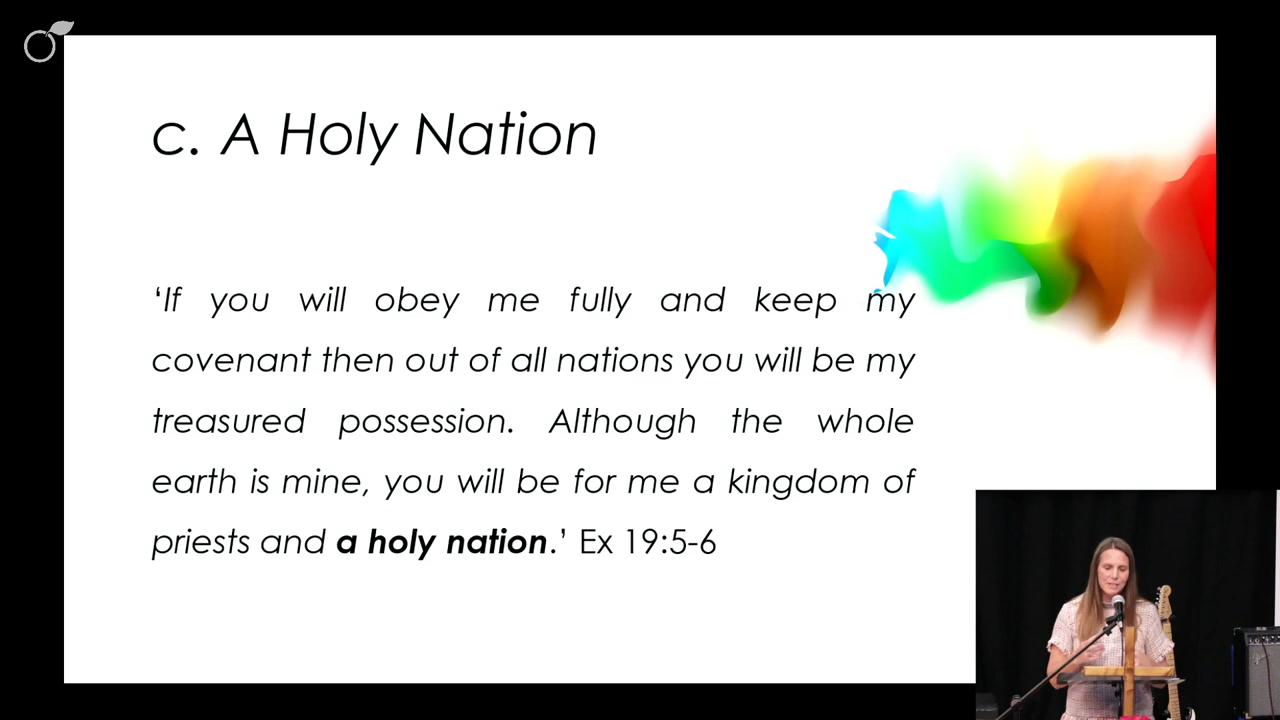 c. A Holy Nation
‘If you will obey me fully and keep my
covenant then out of all nations you will be my
treasured possession. Although the whole
earth is mine, you will be for me a kingdom of
priests and a holy nation.’ Ex 19:5-6